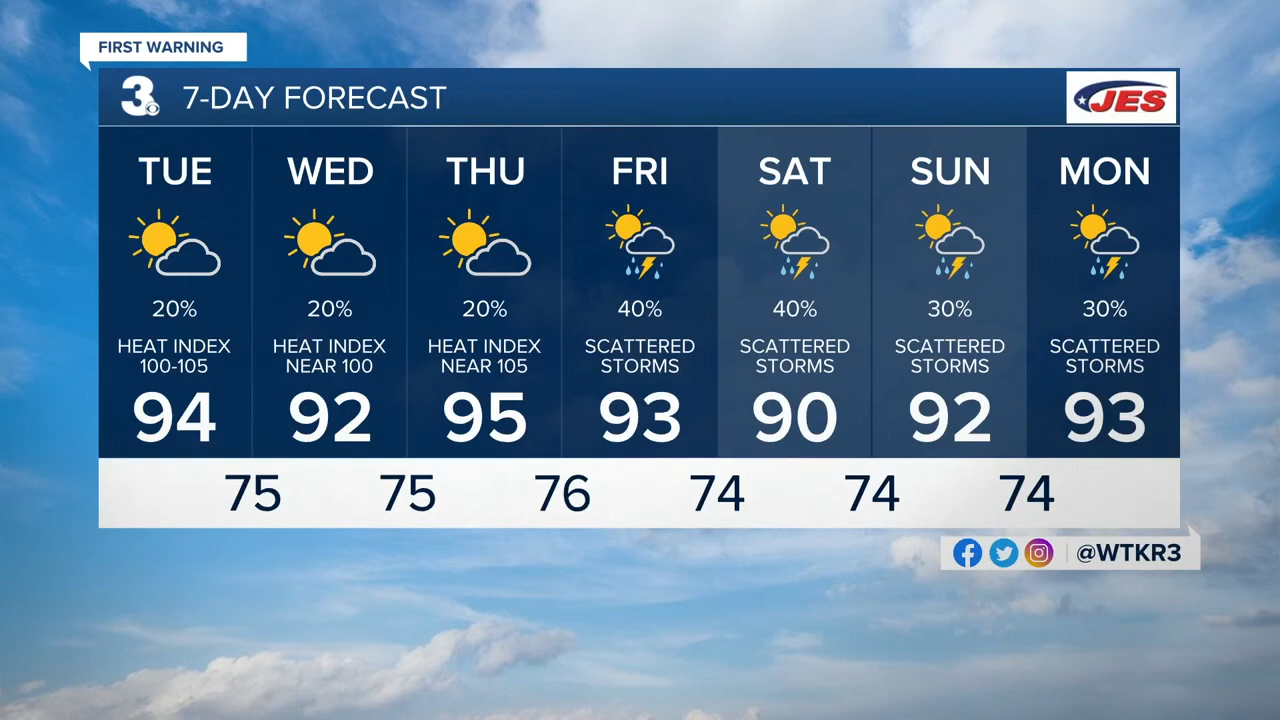 FIRST WARNING
3 7-DAY FORECAST JES
TUE WED THU FRI SAT SUN MON
20% 20% 20% 40% 40% 30% 30%
HEAT INDEX HEAT INDEX HEAT INDEX SCATTERED SCATTERED SCATTERED SCATTERED
100-105 NEAR 100 NEAR 105 STORMS STORMS STORMS STORMS
94 92 95 93 90 92 93
75 75 76 74 74 74
@WTKR3